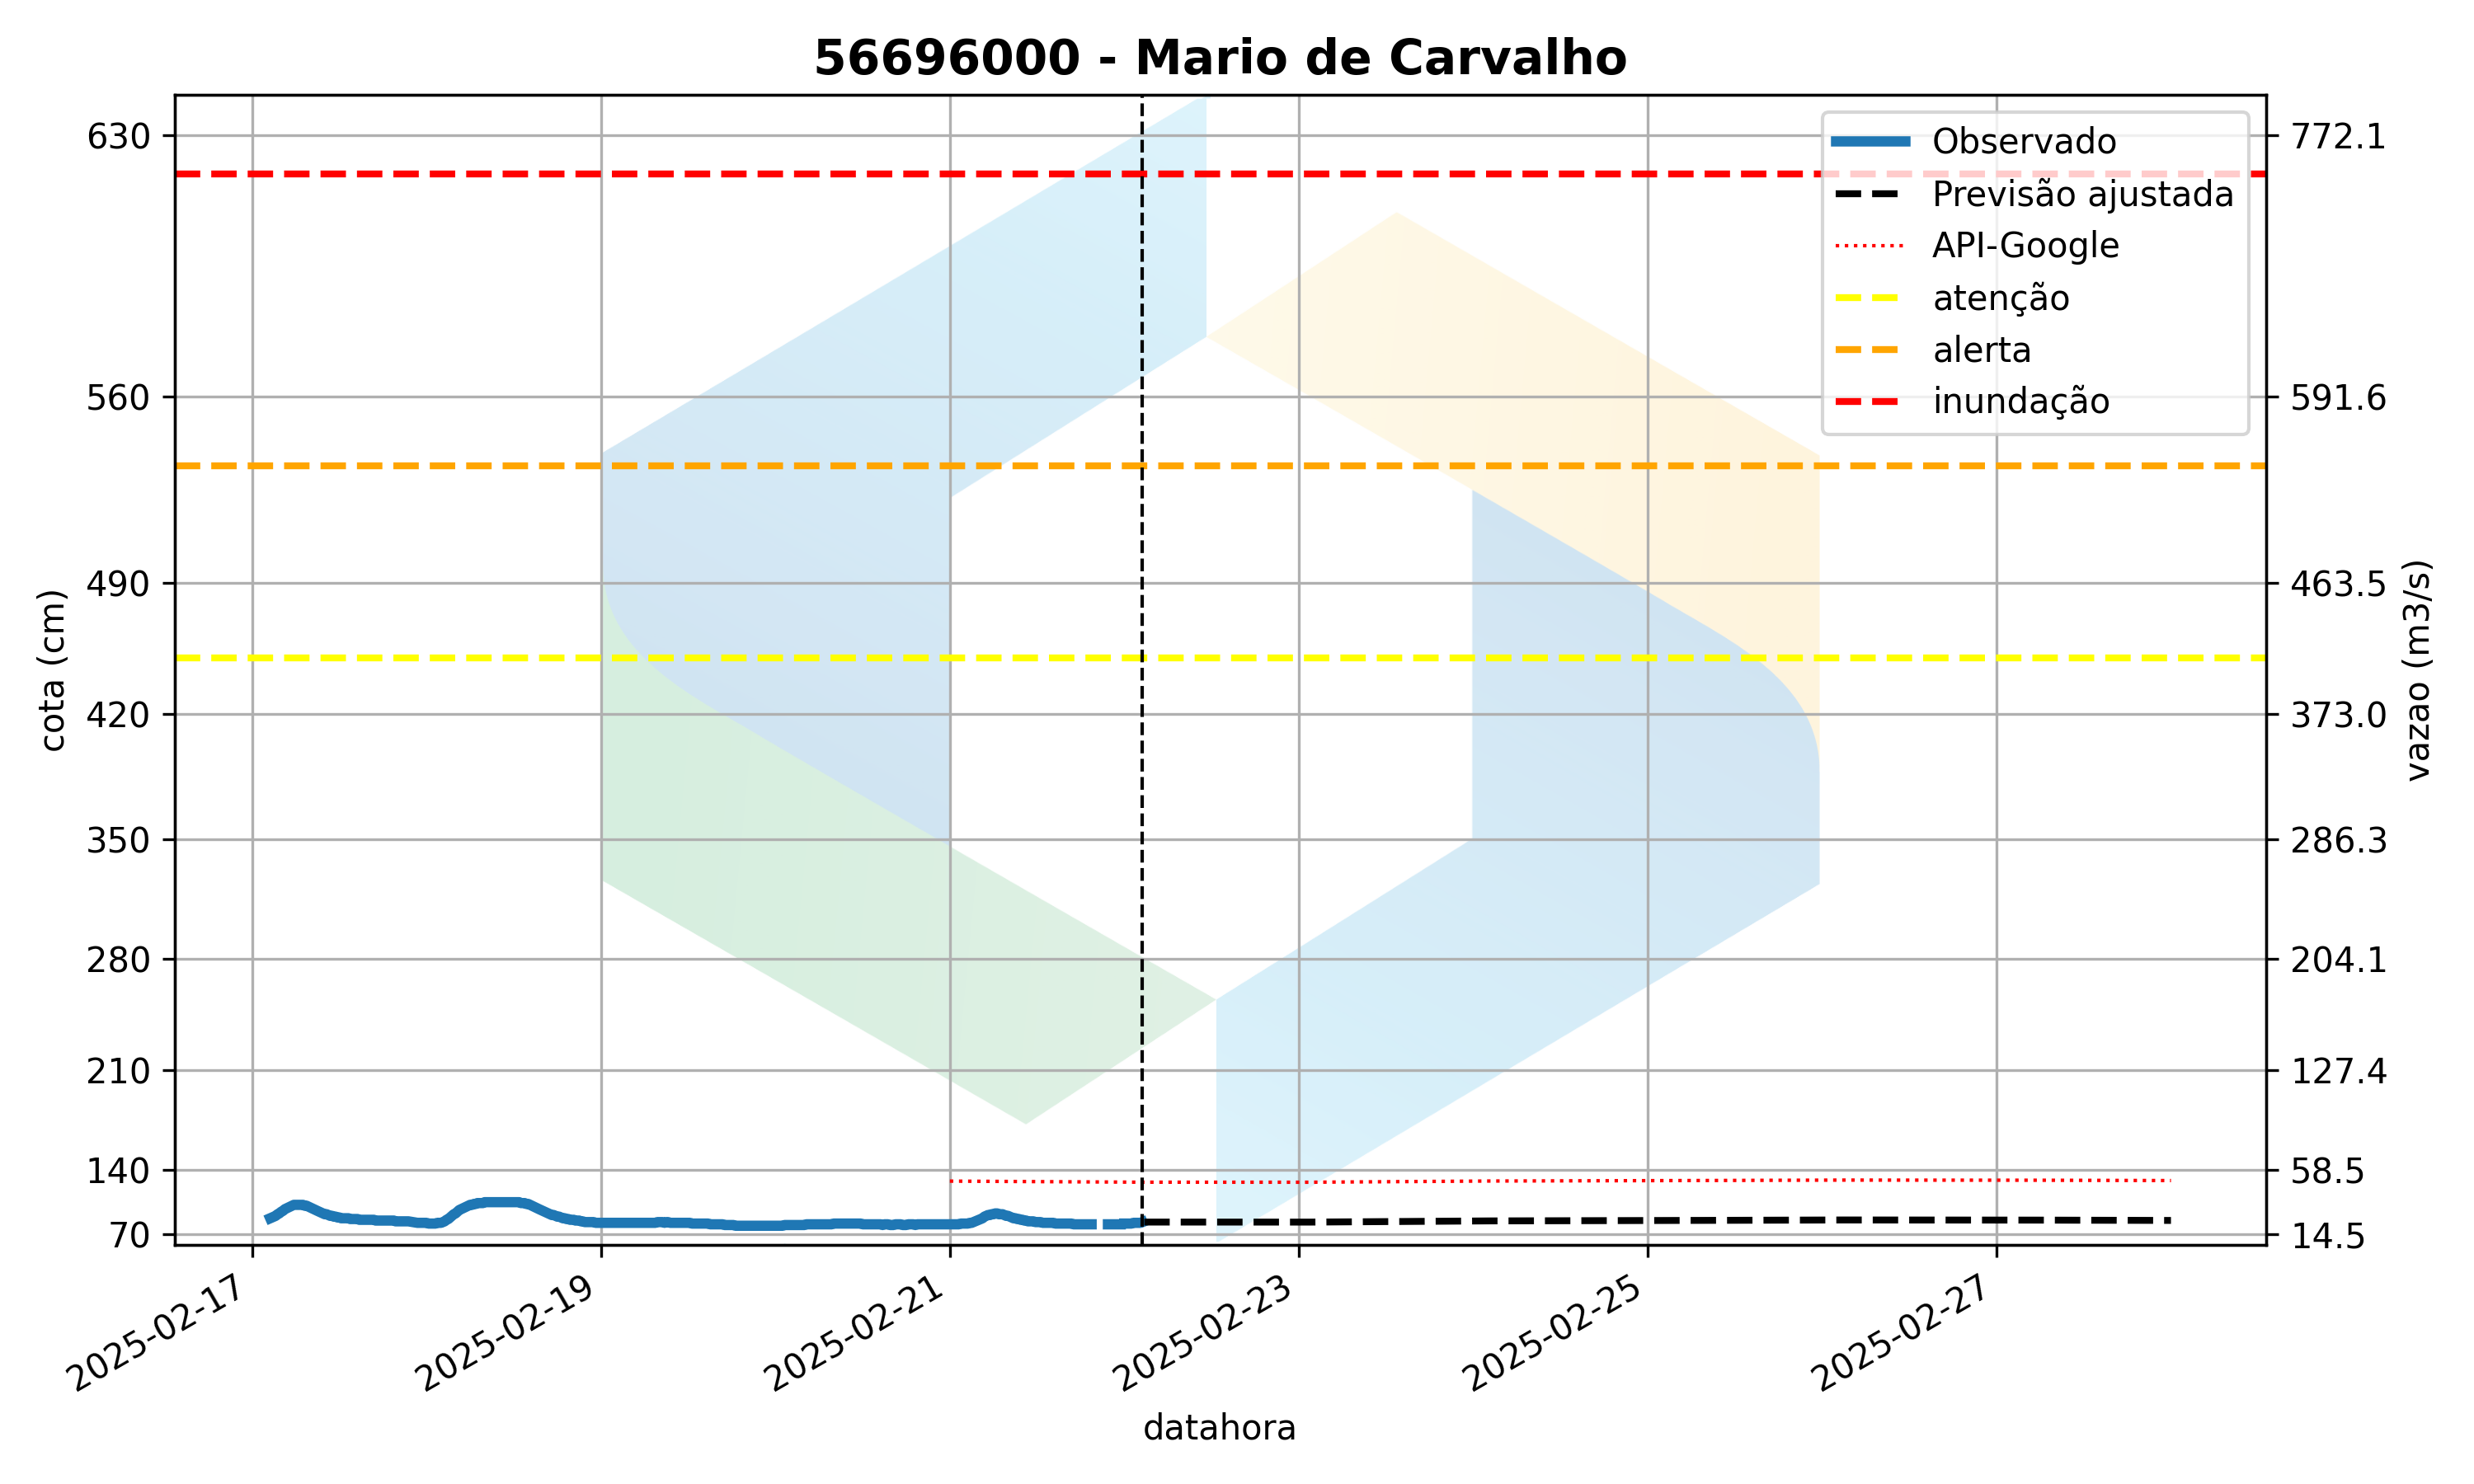 56696000 - Mario de Carvalho
630
560
490
420
350
280
210
140
70
cota (cm)
772.1
591.6
463.5
373.0
286.3
204.1
127.4
58.5
14.5
vazao (m3/s)
Observado
Previsão ajustada
API-Google
atenção
alerta
inundação
2025-02-17
2025-02-19
2025-02-21
2025-02-23
2025-02-25
2025-02-27
datahora